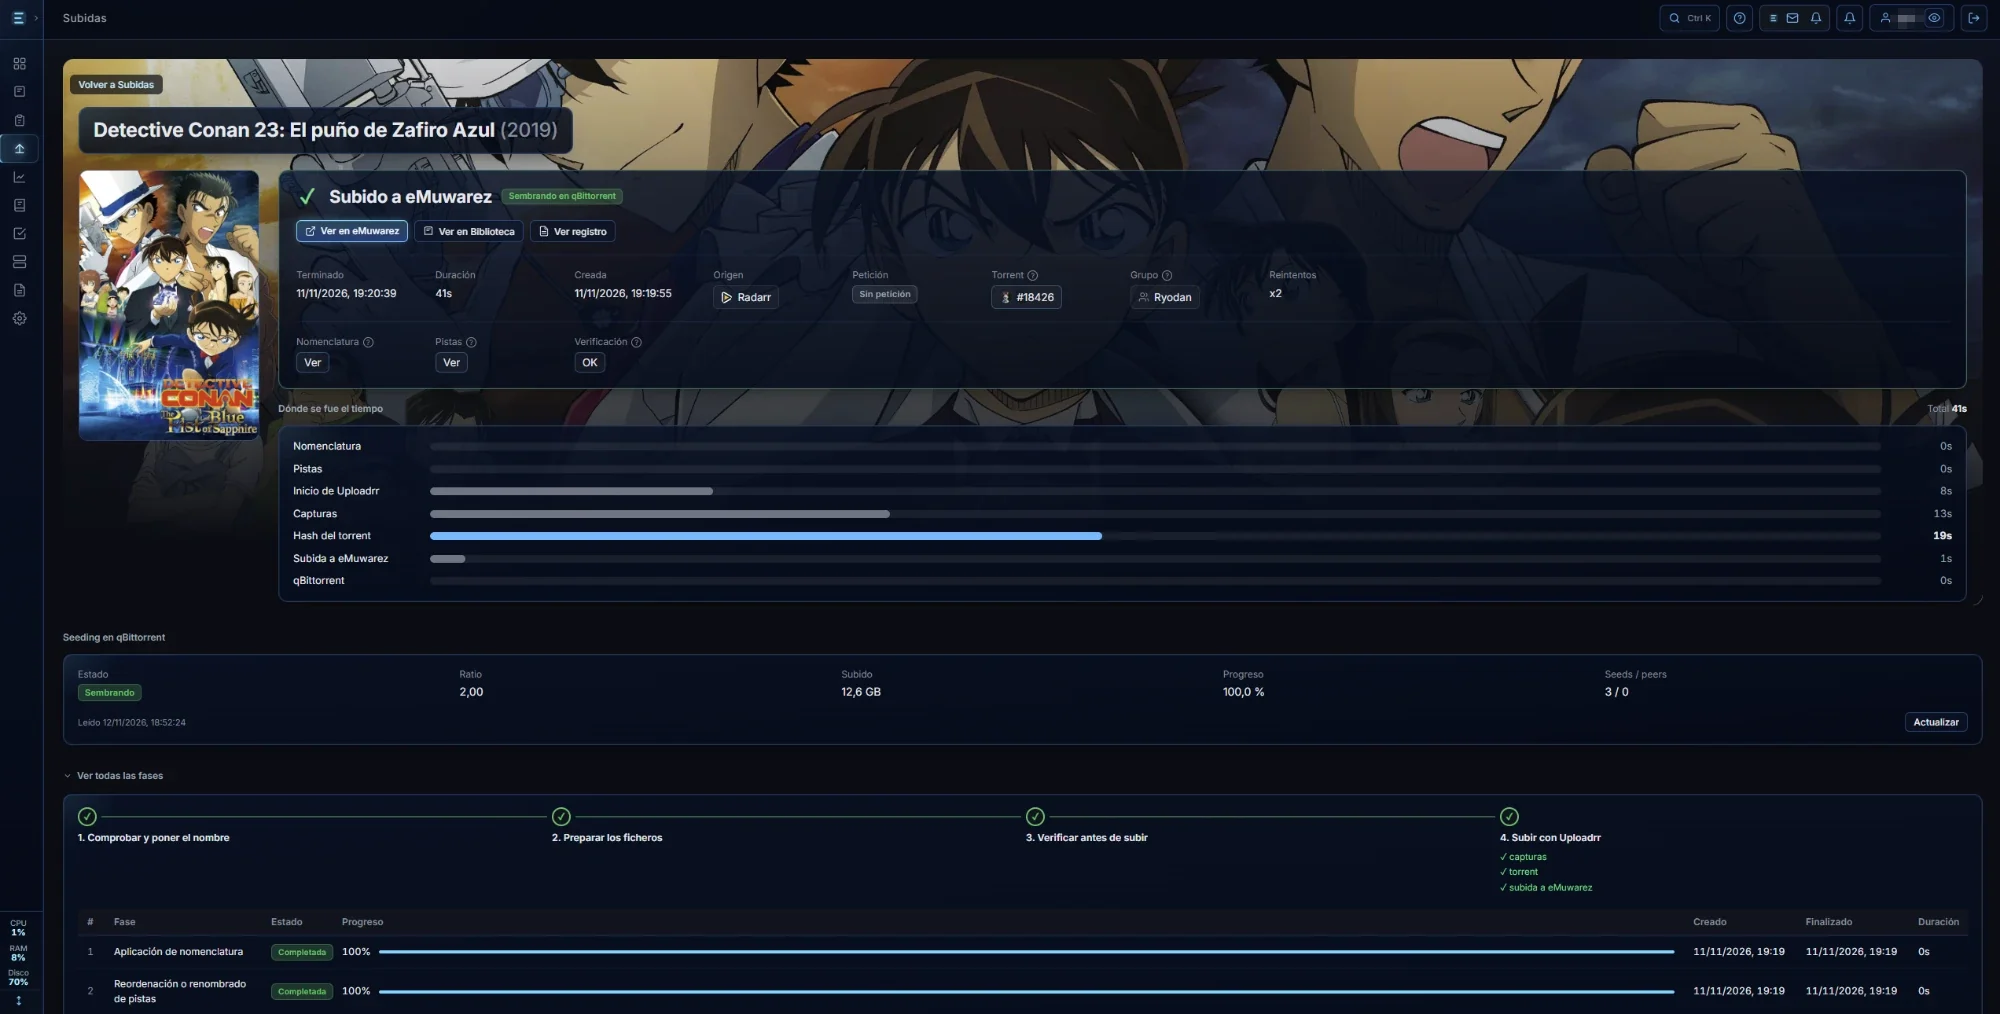 Subidas
Ctrl K
Volver a Subidas
Detective Conan 23: El puño de Zafiro Azul (2019)
DETECTIVE
CONAN
The Fist of Blue
Sapphire
Subido a eMuwarez
Sembrando en qBittorrent
Ver en eMuwarez
Ver en Biblioteca
Ver registro
Terminado
Duración
Creada
Origen
Petición
Torrent
Grupo
Reintentos
11/11/2026, 19:20:39
41s
11/11/2026, 19:19:55
Radarr
Sin petición
#18426
Ryodan
x2
Nomenclatura
Pistas
Verificación
Ver
Ver
OK
Dónde se fue el tiempo
Total 41s
Nomenclatura 0s
Pistas 0s
Inicio de Uploadrr 8s
Capturas 13s
Hash del torrent 19s
Subida a eMuwarez 1s
qBittorrent 0s
Seeding en qBittorrent
Estado
Ratio
Subido
Progreso
Seeds / peers
Sembrando
2,00
12,6 GB
100,0 %
3 / 0
Leído 12/11/2026, 18:52:24
Actualizar
Ver todas las fases
1. Comprobar y poner el nombre
2. Preparar los ficheros
3. Verificar antes de subir
4. Subir con Uploadrr
✓ capturas
✓ torrent
✓ subida a eMuwarez
# Fase Estado Progreso Creado Finalizado Duración
1 Aplicación de nomenclatura Completada 100% 11/11/2026, 19:19 11/11/2026, 19:19 0s
2 Reordenación o renombrado
de pistas Completada 100% 11/11/2026, 19:19 11/11/2026, 19:19 0s
CPU
1%
RAM
8%
Disco
70%